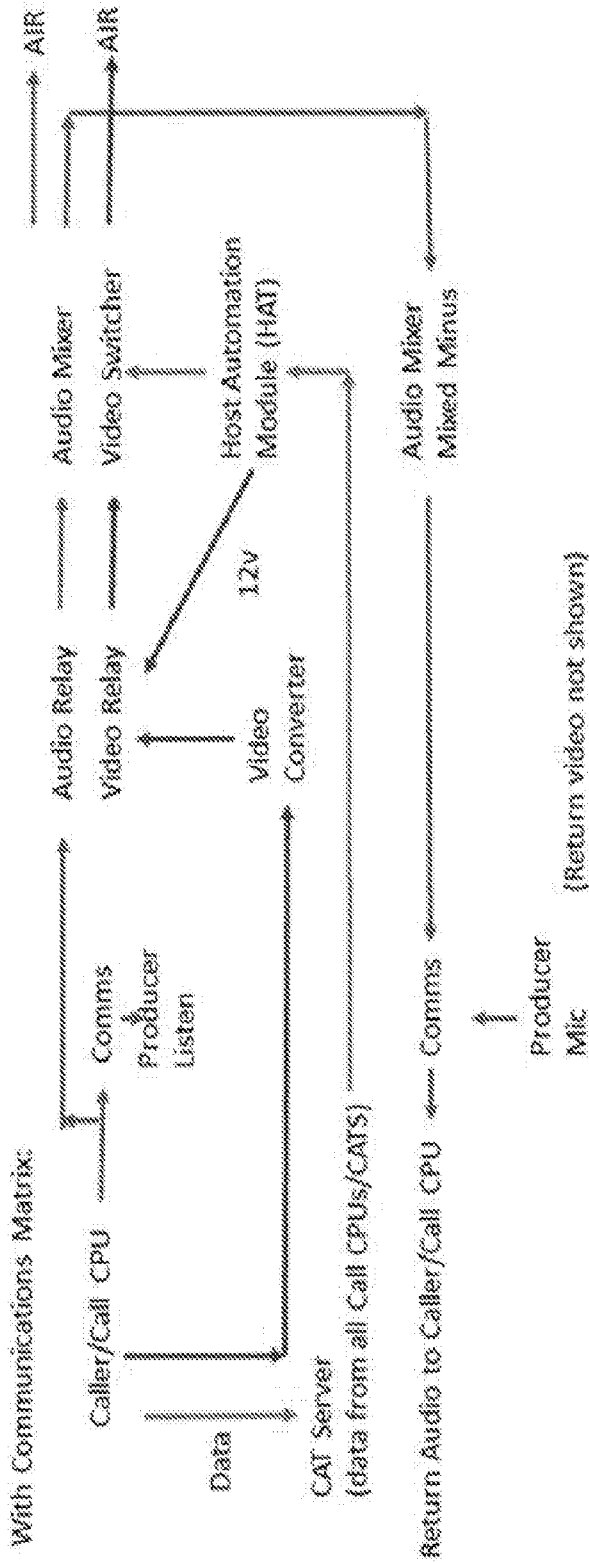 With Communications Matrix:
Caller/Call CPU
Comms
Producer
Listen
Audio Relay
Video Relay
Audio Mixer
Video Switcher
AIR
AIR
Data
Video
Converter
12v
Host Automation
Module (HAT)
CAT Server
(data from all Call CPUs/CATS)
Return Audio to Caller/Call CPU
Comms
Audio Mixer
Mixed Minus
Producer
Mic
(Return video not shown)